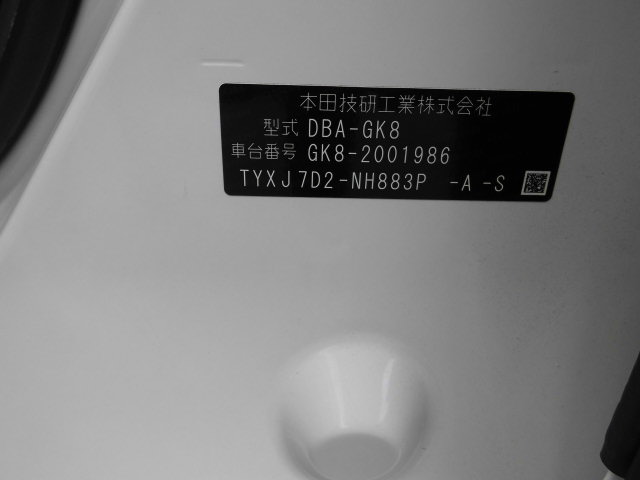 本田技研工業株式会社
型式 DBA-GK8
車台番号 GK8-2001986
TYXJ7D2-NH883P -A -S